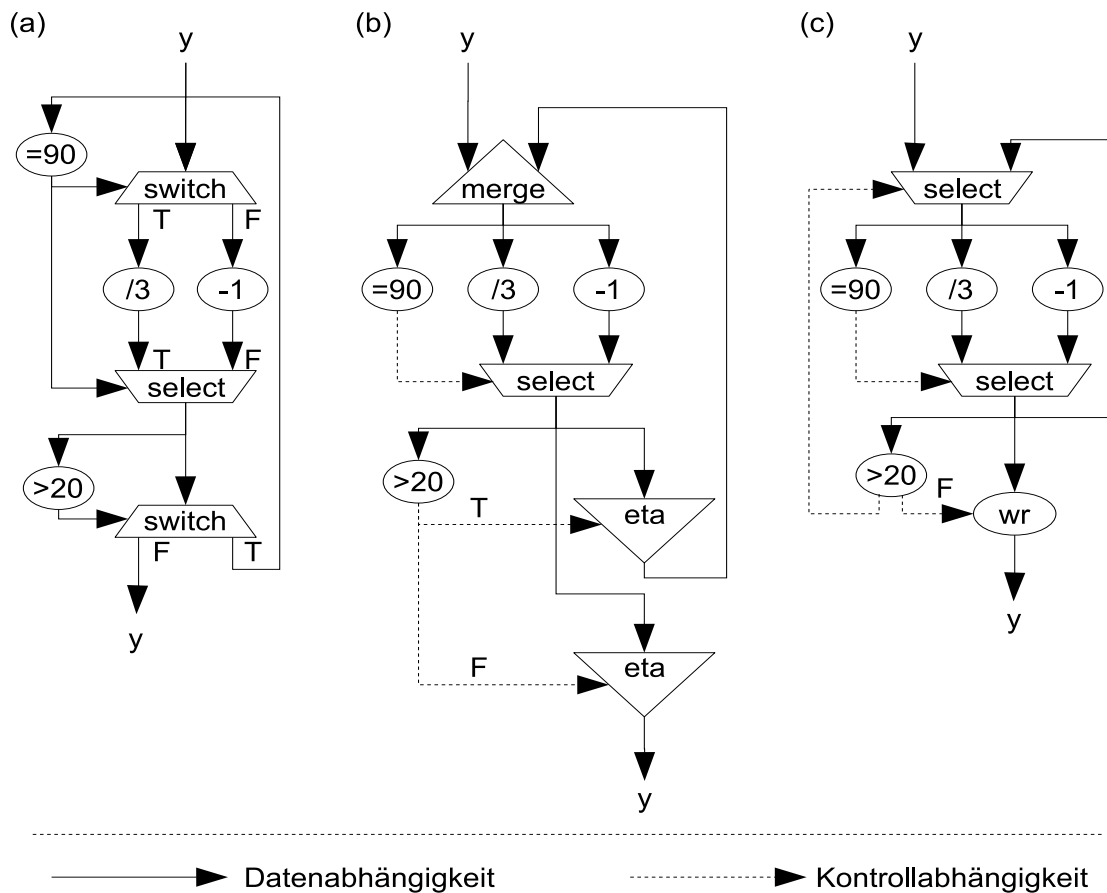 (a)
y
=90
switch
T F
/3 -1
T F
select
>20
switch
F T
y
(b)
y
merge
=90 /3 -1
select
>20
T
eta
F
eta
y
(c)
y
select
=90 /3 -1
select
>20
F
wr
y
Datenabhängigkeit
Kontrollabhängigkeit